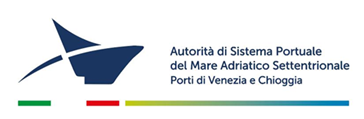 Autorità di Sistema Portuale
del Mare Adriatico Settentrionale
Porti di Venezia e Chioggia